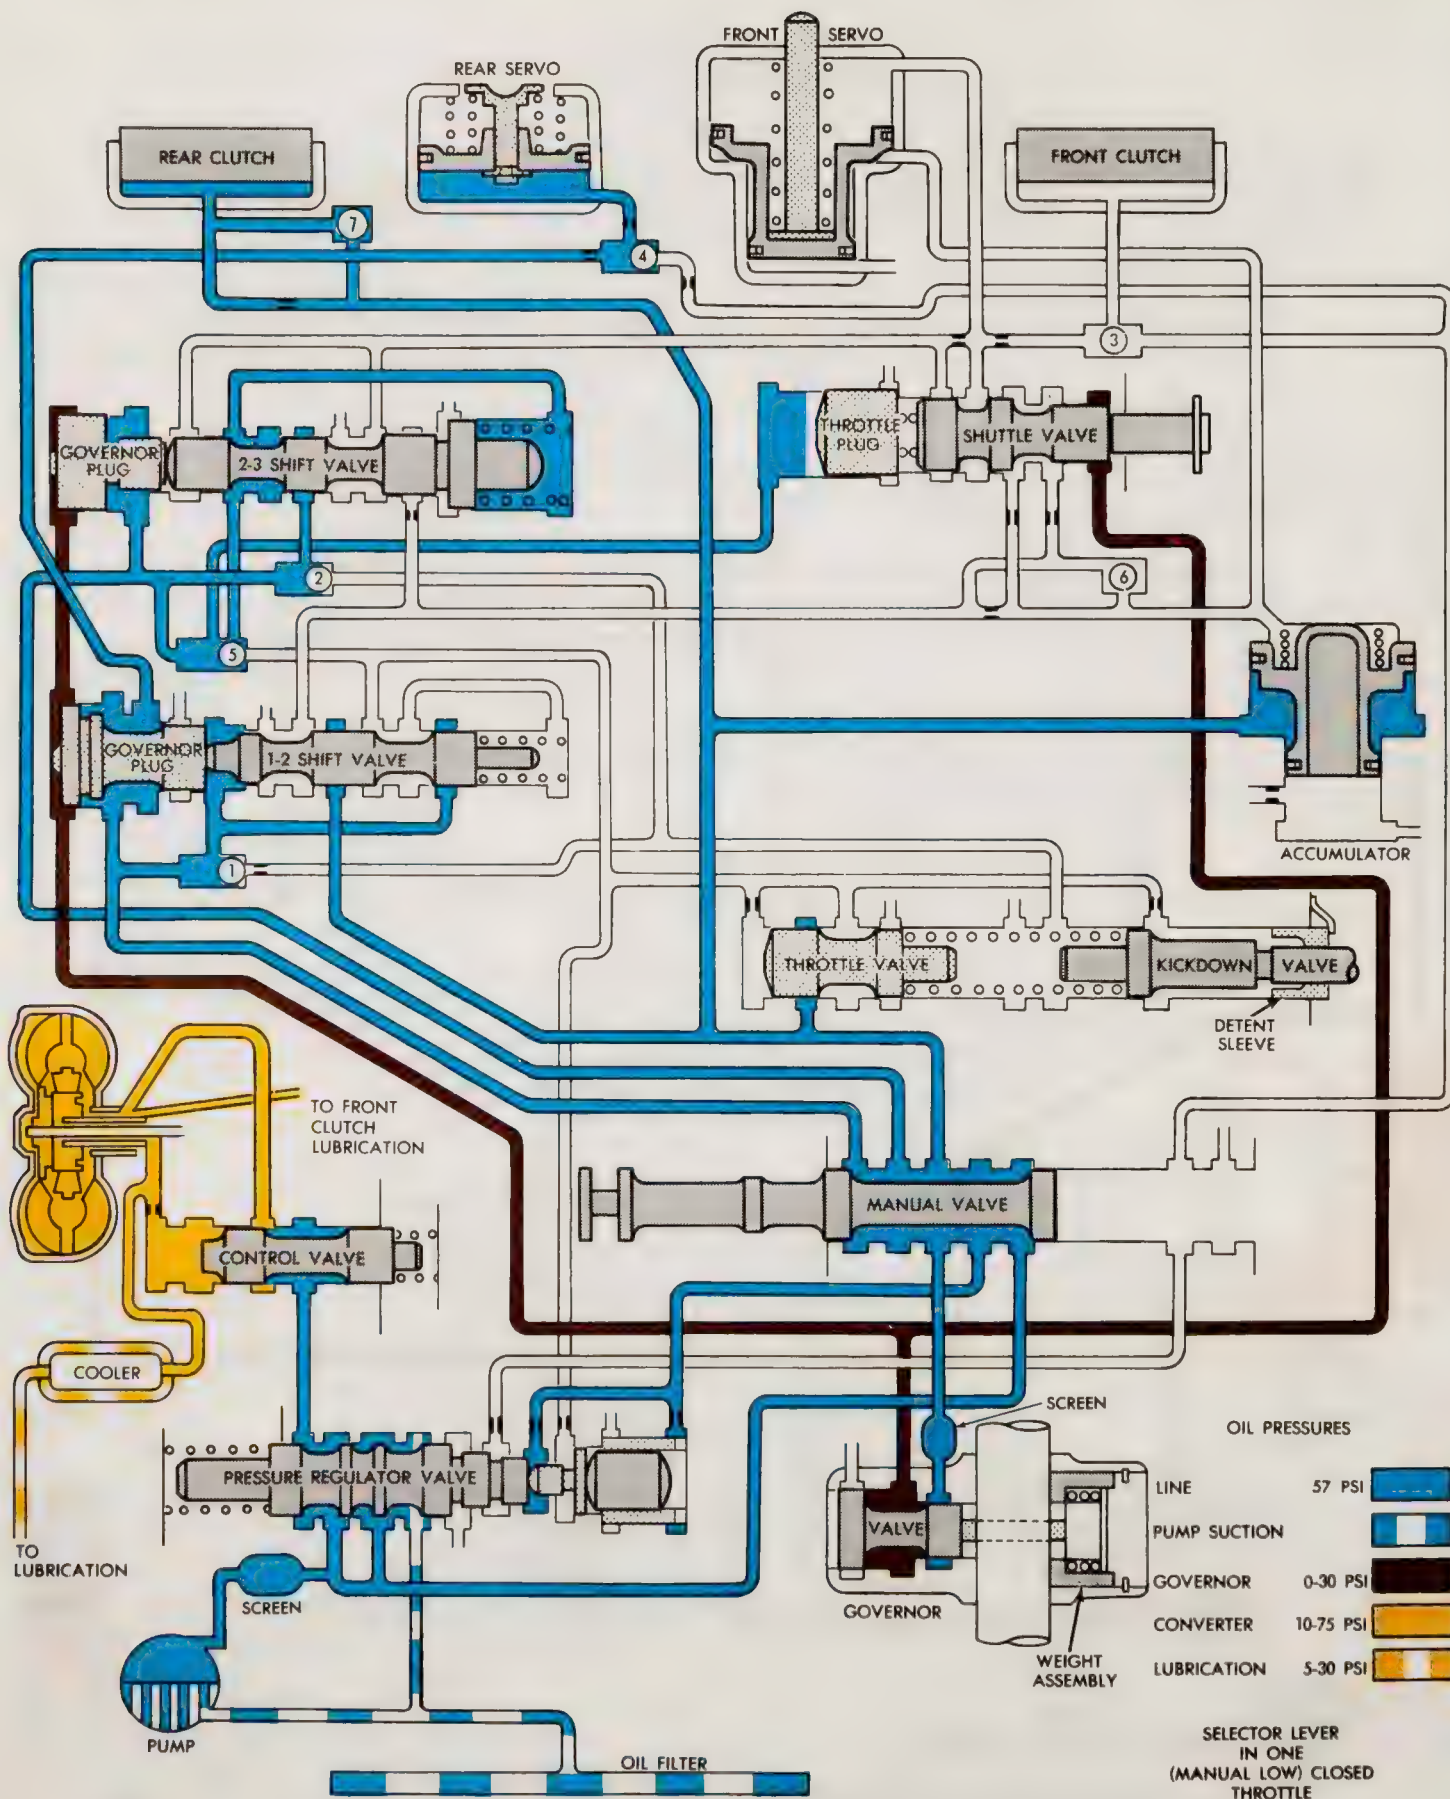 FRONT SERVO
REAR SERVO
REAR CLUTCH
FRONT CLUTCH
7
4
3
GOVERNOR
PLUG
2-3 SHIFT VALVE
THROTTLE
PLUG
SHUTTLE VALVE
2
6
5
GOVERNOR
PLUG
1-2 SHIFT VALVE
1
ACCUMULATOR
THROTTLE VALVE
KICKDOWN VALVE
DETENT
SLEEVE
TO FRONT
CLUTCH
LUBRICATION
MANUAL VALVE
CONTROL VALVE
COOLER
SCREEN
OIL PRESSURES
PRESSURE REGULATOR VALVE
LINE 57 PSI
VALVE
PUMP SUCTION
TO
LUBRICATION
GOVERNOR 0-30 PSI
SCREEN
GOVERNOR
CONVERTER 10-75 PSI
WEIGHT
ASSEMBLY
LUBRICATION 5-30 PSI
PUMP
OIL FILTER
SELECTOR LEVER
IN ONE
(MANUAL LOW) CLOSED
THROTTLE